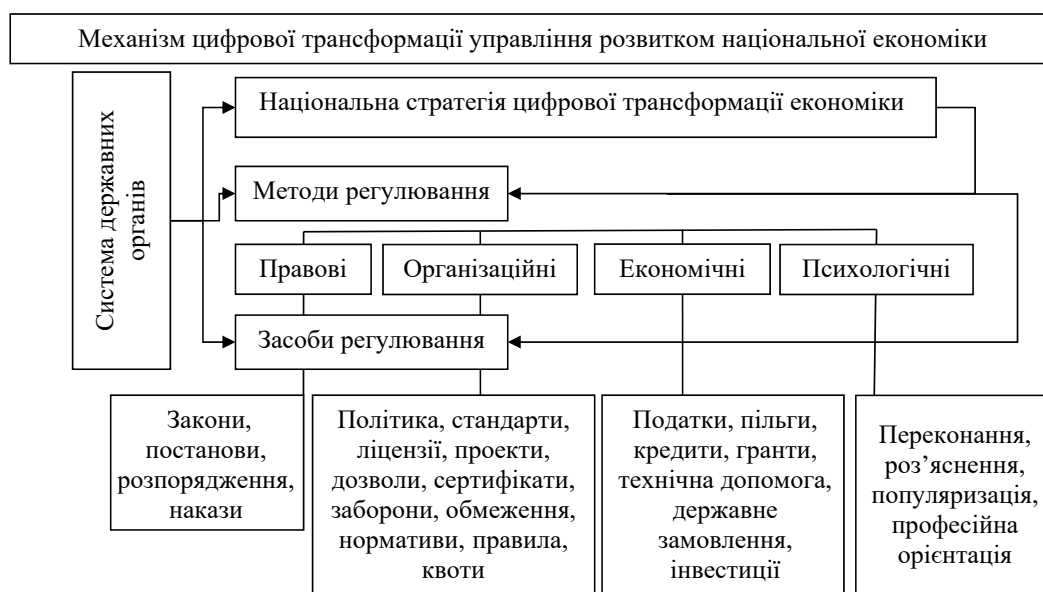 Механізм цифрової трансформації управління розвитком національної економіки
Система державних
органів
Національна стратегія цифрової трансформації економіки
Методи регулювання
Правові
Організаційні
Економічні
Психологічні
Засоби регулювання
Закони,
постанови,
розпорядження,
накази
Політика, стандарти,
ліцензії, проекти,
дозволи, сертифікати,
заборони, обмеження,
нормативи, правила,
квоти
Податки, пільги,
кредити, гранти,
технічна допомога,
державне
замовлення,
інвестиції
Переконання,
роз’яснення,
популяризація,
професійна
орієнтація